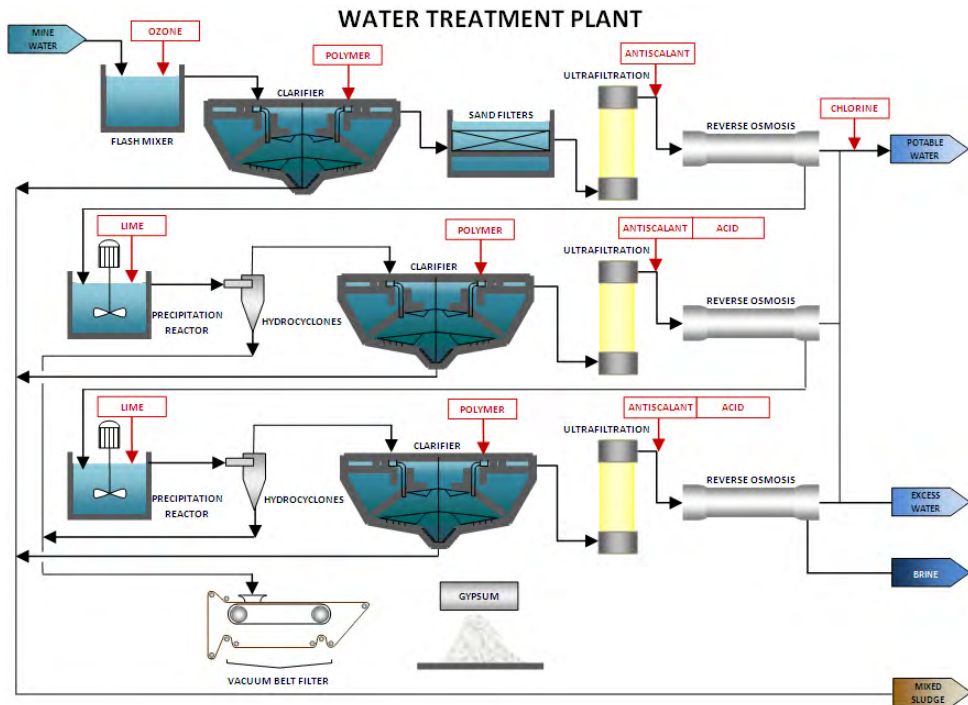 WATER TREATMENT PLANT
MINE
WATER
OZONE
FLASH MIXER
POLYMER
CLARIFIER
SAND FILTERS
ULTRAFILTRATION
ANTISCALANT
REVERSE OSMOSIS
CHLORINE
POTABLE
WATER
LIME
PRECIPITATION
REACTOR
HYDROCYCLONES
POLYMER
CLARIFIER
ULTRAFILTRATION
ANTISCALANT
ACID
REVERSE OSMOSIS
LIME
PRECIPITATION
REACTOR
HYDROCYCLONES
POLYMER
CLARIFIER
ULTRAFILTRATION
ANTISCALANT
ACID
REVERSE OSMOSIS
EXCESS
WATER
BRINE
VACUUM BELT FILTER
GYPSUM
MIXED
SLUDGE